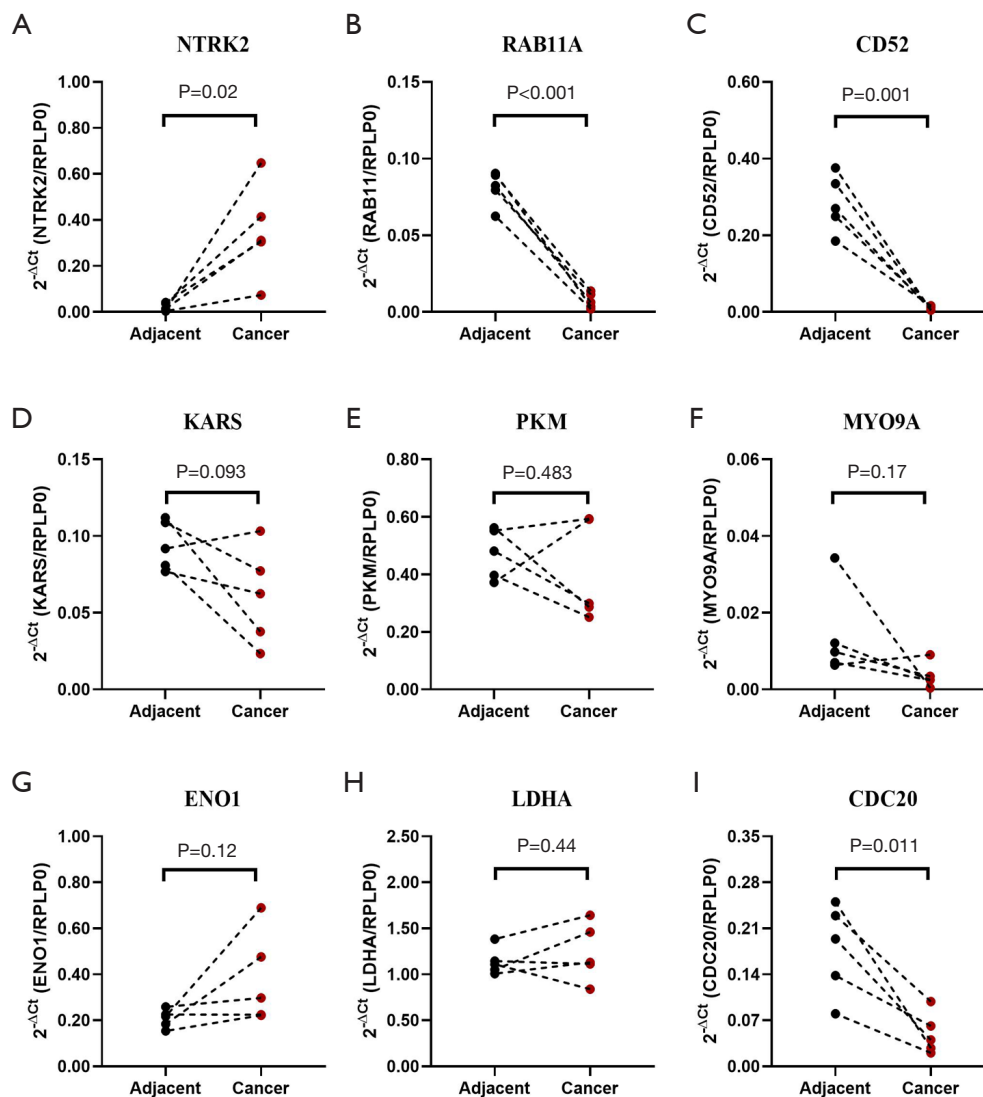 A
NTRK2
P=0.02
2^-ΔCt (NTRK2/RPLP0)
1.00
0.80
0.60
0.40
0.20
0.00
Adjacent Cancer
B
RAB11A
P<0.001
2^-ΔCt (RAB11/RPLP0)
0.15
0.10
0.05
0.00
Adjacent Cancer
C
CD52
P=0.001
2^-ΔCt (CD52/RPLP0)
0.60
0.40
0.20
0.00
Adjacent Cancer
D
KARS
P=0.093
2^-ΔCt (KARS/RPLP0)
0.15
0.10
0.05
0.00
Adjacent Cancer
E
PKM
P=0.483
2^-ΔCt (PKM/RPLP0)
0.80
0.60
0.40
0.20
0.00
Adjacent Cancer
F
MYO9A
P=0.17
2^-ΔCt (MYO9A/RPLP0)
0.06
0.04
0.02
0.00
Adjacent Cancer
G
ENO1
P=0.12
2^-ΔCt (ENO1/RPLP0)
1.00
0.80
0.60
0.40
0.20
0.00
Adjacent Cancer
H
LDHA
P=0.44
2^-ΔCt (LDHA/RPLP0)
2.50
2.00
1.50
1.00
0.50
0.00
Adjacent Cancer
I
CDC20
P=0.011
2^-ΔCt (CDC20/RPLP0)
0.35
0.28
0.21
0.14
0.07
0.00
Adjacent Cancer